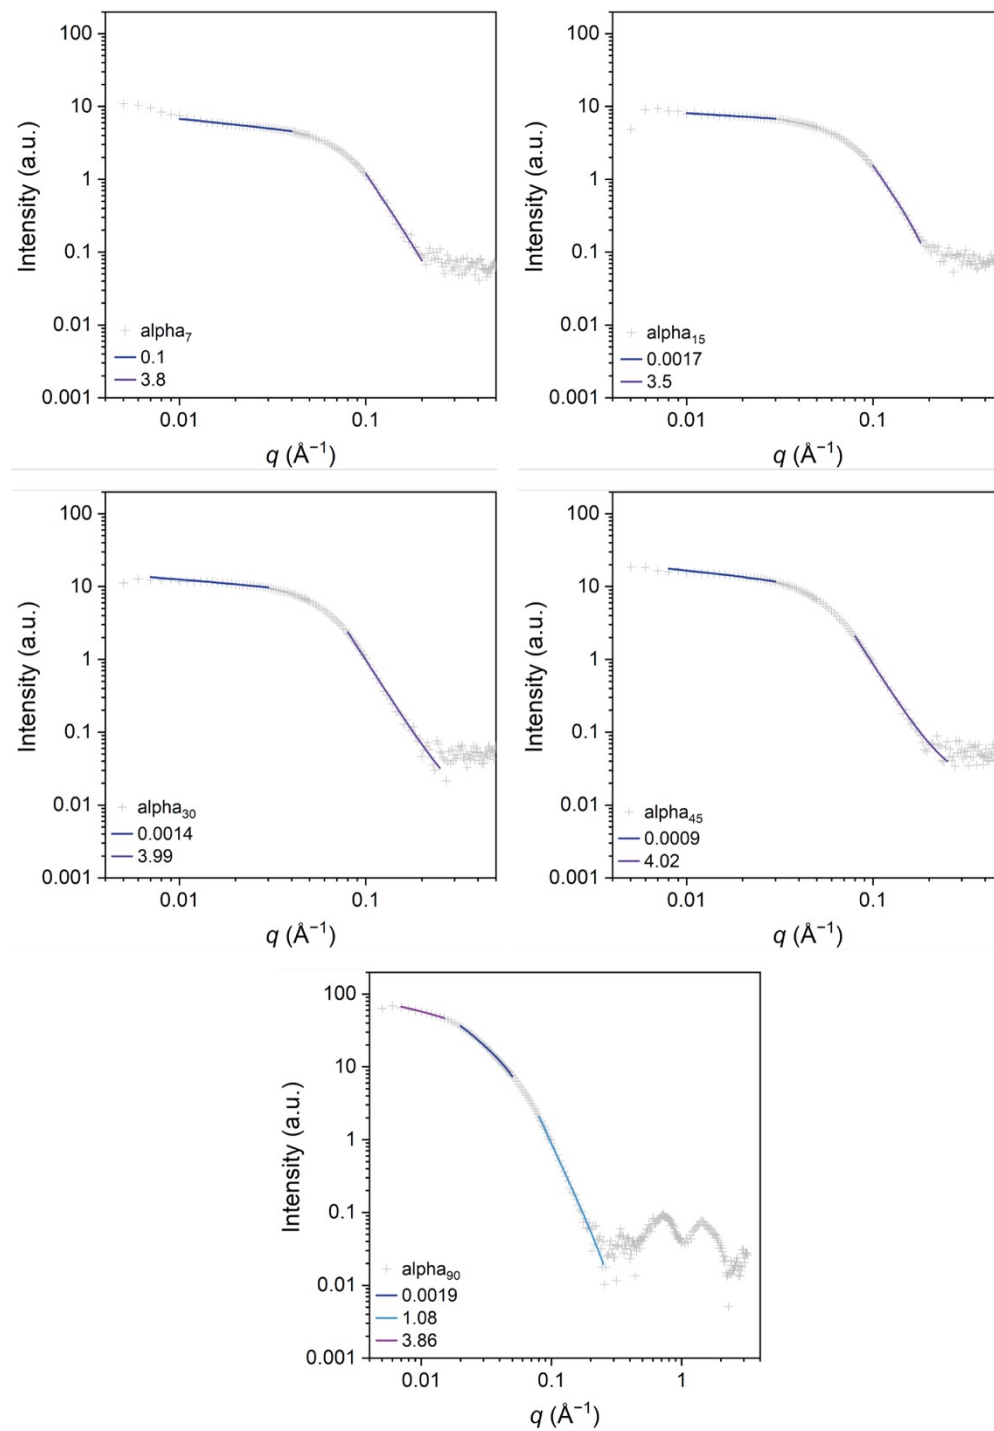 100
10
1
0.1
0.01
0.001
Intensity (a.u.)
alpha₇
0.1
3.8
0.01 0.1
q (Å⁻¹)
100
10
1
0.1
0.01
0.001
Intensity (a.u.)
alpha₁₅
0.0017
3.5
0.01 0.1
q (Å⁻¹)
100
10
1
0.1
0.01
0.001
Intensity (a.u.)
alpha₃₀
0.0014
3.99
0.01 0.1
q (Å⁻¹)
100
10
1
0.1
0.01
0.001
Intensity (a.u.)
alpha₄₅
0.0009
4.02
0.01 0.1
q (Å⁻¹)
100
10
1
0.1
0.01
0.001
Intensity (a.u.)
alpha₉₀
0.0019
1.08
3.86
0.01 0.1 1
q (Å⁻¹)